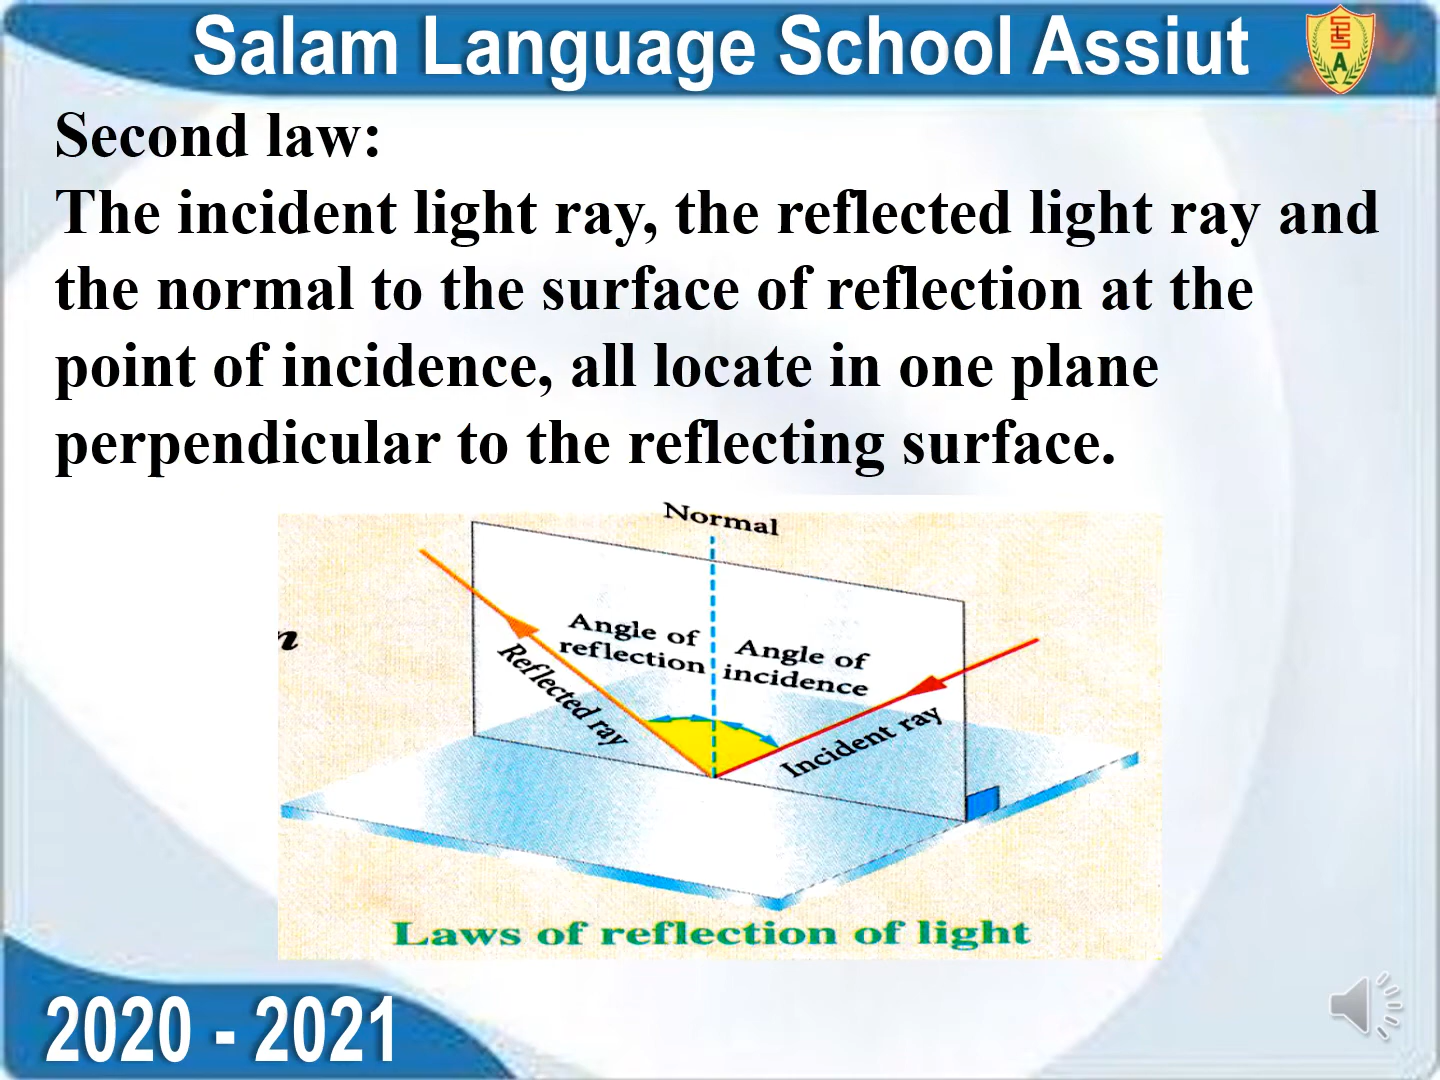 Salam Language School Assiut
Second law:
The incident light ray, the reflected light ray and
the normal to the surface of reflection at the
point of incidence, all locate in one plane
perpendicular to the reflecting surface.
Normal
n
Angle of
reflection
Angle of
incidence
Reflected ray
Incident ray
Laws of reflection of light
2020 - 2021